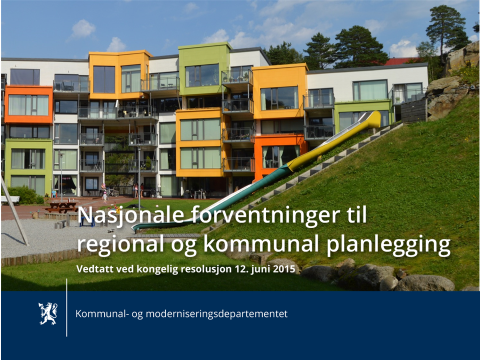 Nasjonale forventninger til
regional og kommunal planlegging
Vedtatt ved kongelig resolusjon 12. juni 2015
Kommunal- og moderniseringsdepartementet